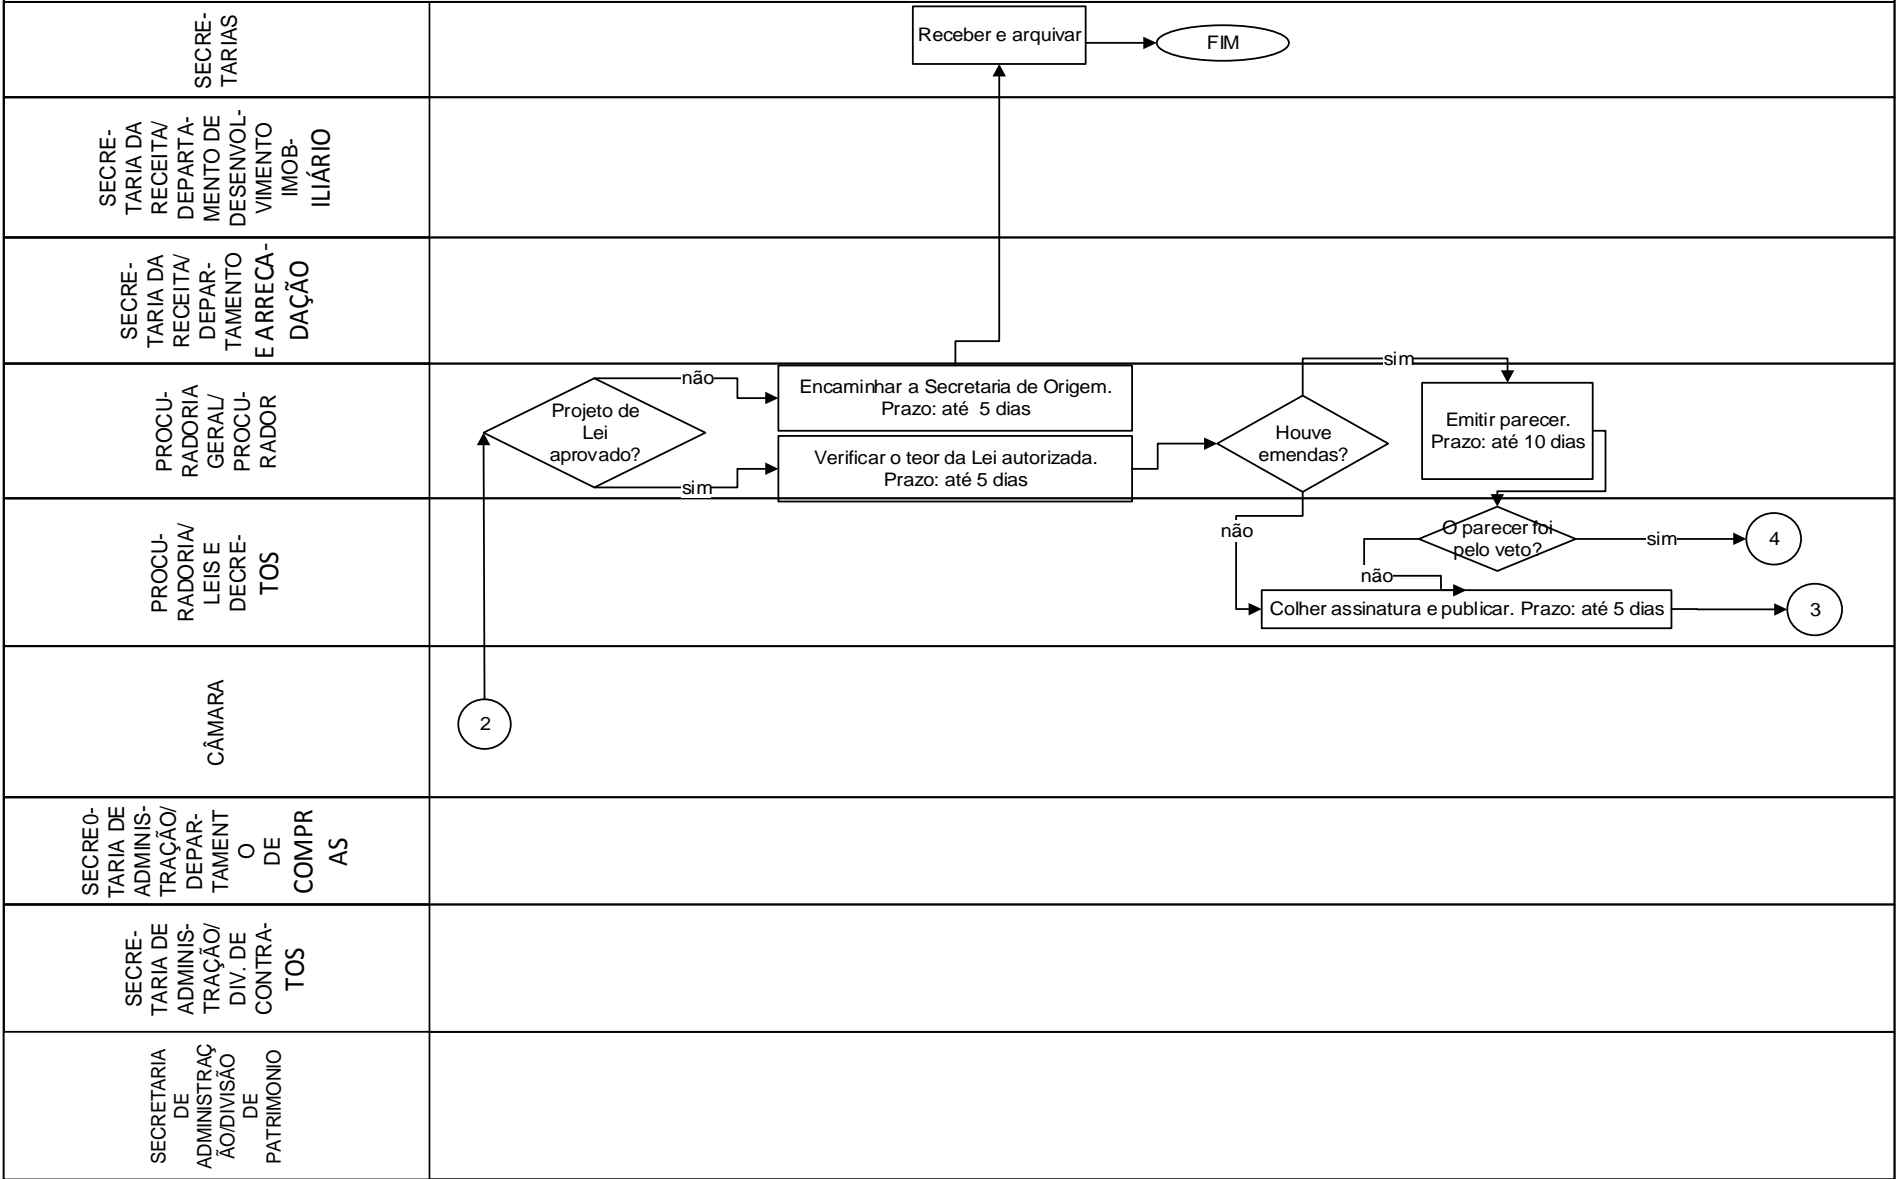 SECRE-
TARIAS
Receber e arquivar
FIM
SECRE-
TARIA DA
RECEITA/
DEPARTA-
MENTO DE
DESENVOL-
VIMENTO
IMOB-
ILIÁRIO
SECRE-
TARIA DA
RECEITA/
DEPAR-
TAMENTO
E ARRECA-
DAÇÃO
PROCU-
RADORIA
GERAL/
PROCU-
RADOR
Projeto de
Lei
aprovado?
não
sim
Encaminhar a Secretaria de Origem.
Prazo: até 5 dias
Verificar o teor da Lei autorizada.
Prazo: até 5 dias
Houve
emendas?
sim
não
Emitir parecer.
Prazo: até 10 dias
PROCU-
RADORIA/
LEIS E
DECRE-
TOS
O parecer foi
pelo veto?
sim
4
não
Colher assinatura e publicar. Prazo: até 5 dias
3
CÂMARA
2
SECRE0-
TARIA DE
ADMINIS-
TRAÇÃO/
DEPAR-
TAMENT
O
DE
COMPR
AS
SECRE-
TARIA DE
ADMINIS-
TRAÇÃO/
DIV. DE
CONTRA-
TOS
SECRETARIA
DE
ADMINISTRAÇ
ÃO/DIVISÃO
DE
PATRIMONIO